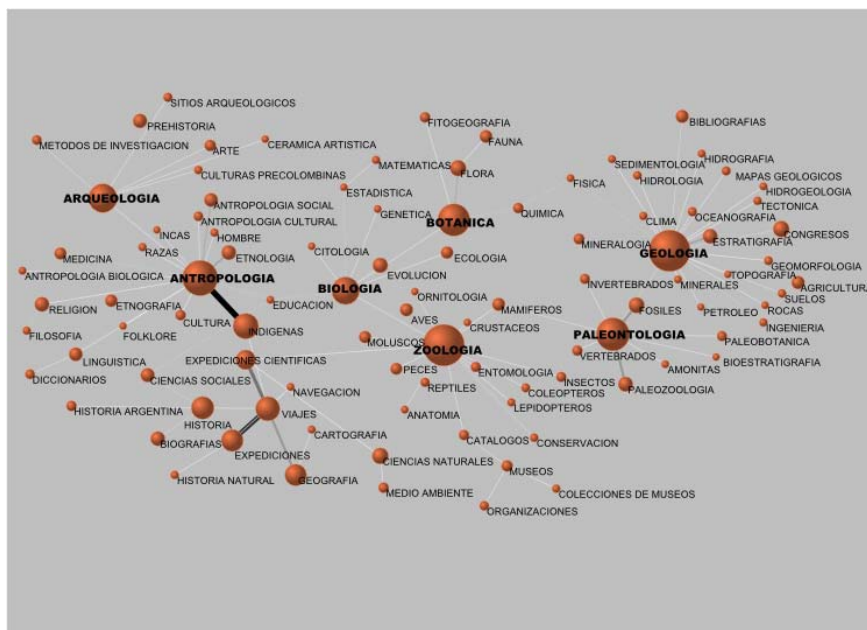 SITIOS ARQUEOLOGICOS
PREHISTORIA
METODOS DE INVESTIGACION
ARTE
CERAMICA ARTISTICA
CULTURAS PRECOLOMBINAS
ARQUEOLOGIA
ANTROPOLOGIA SOCIAL
ANTROPOLOGIA CULTURAL
INCAS
HOMBRE
RAZAS
ETNOLOGIA
MEDICINA
ANTROPOLOGIA BIOLOGICA
ANTROPOLOGIA
RELIGION
ETNOGRAFIA
EDUCACION
CULTURA
INDIGENAS
FILOSOFIA
FOLKLORE
LINGUISTICA
EXPEDICIONES CIENTIFICAS
DICCIONARIOS
CIENCIAS SOCIALES
NAVEGACION
HISTORIA ARGENTINA
HISTORIA
VIAJES
BIOGRAFIAS
EXPEDICIONES
CARTOGRAFIA
HISTORIA NATURAL
GEOGRAFIA
CIENCIAS NATURALES
MEDIO AMBIENTE
FITOGEOGRAFIA
FAUNA
MATEMATICAS
FLORA
ESTADISTICA
GENETICA
BOTANICA
QUIMICA
CITOLOGIA
ECOLOGIA
EVOLUCION
BIOLOGIA
ORNITOLOGIA
MAMIFEROS
AVES
CRUSTACEOS
MOLUSCOS
ZOOLOGIA
PECES
ENTOMOLOGIA
REPTILES
COLEOPTEROS
INSECTOS
LEPIDOPTEROS
ANATOMIA
CATALOGOS
CONSERVACION
MUSEOS
COLECCIONES DE MUSEOS
ORGANIZACIONES
BIBLIOGRAFIAS
SEDIMENTOLOGIA
HIDROGRAFIA
FISICA
HIDROLOGIA
MAPAS GEOLOGICOS
HIDROGEOLOGIA
TECTONICA
CLIMA
OCEANOGRAFIA
CONGRESOS
MINERALOGIA
ESTRATIGRAFIA
GEOLOGIA
GEOMORFOLOGIA
TOPOGRAFIA
INVERTEBRADOS
MINERALES
AGRICULTURA
SUELOS
FOSILES
PETROLEO
ROCAS
INGENIERIA
PALEONTOLOGIA
PALEOBOTANICA
VERTEBRADOS
BIOESTRATIGRAFIA
AMONITAS
PALEOZOOLOGIA